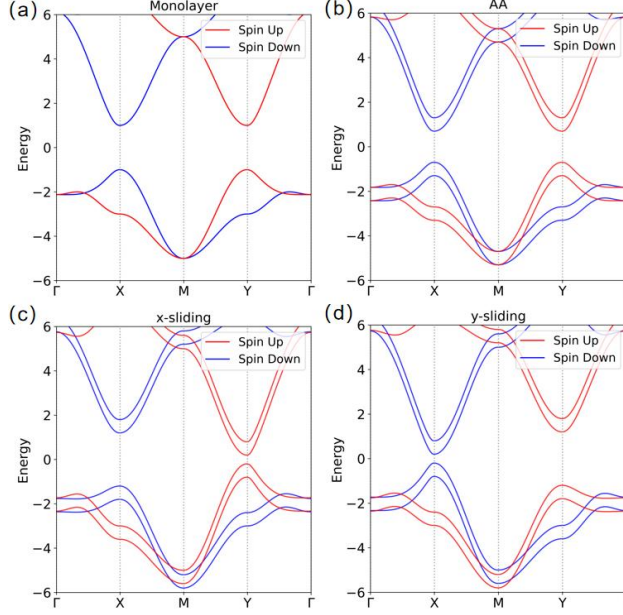 (a)
Monolayer
6
4
2
0
−2
−4
−6
Energy
Spin Up
Spin Down
Γ X M Y Γ
(b)
AA
6
4
2
0
−2
−4
−6
Energy
Spin Up
Spin Down
Γ X M Y
(c)
x-sliding
6
4
2
0
−2
−4
−6
Energy
Spin Up
Spin Down
Γ X M Y Γ
(d)
y-sliding
6
4
2
0
−2
−4
−6
Energy
Spin Up
Spin Down
Γ X M Y